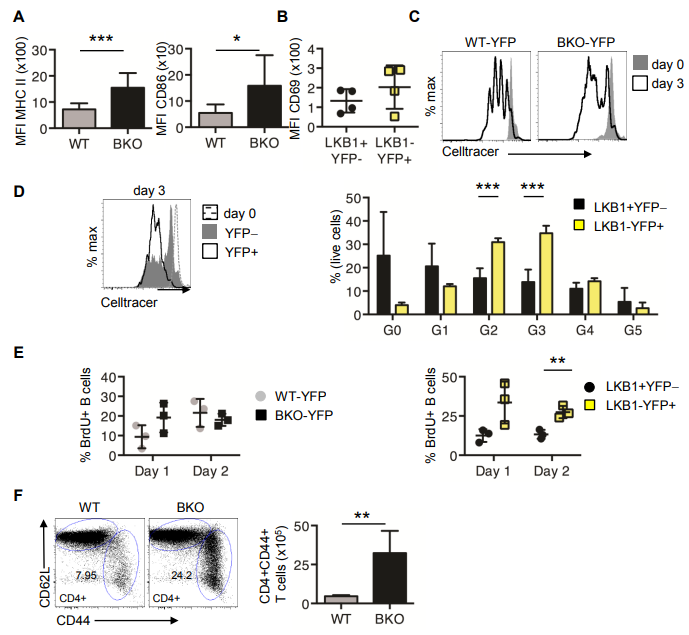 A
MFI MHC II (x100)
30
20
10
0
***
WT
BKO
MFI CD86 (x10)
30
20
10
0
*
WT
BKO
B
MFI CD69 (x100)
4
3
2
1
0
LKB1+
YFP-
LKB1-
YFP+
C
WT-YFP
BKO-YFP
% max
Celltracer
day 0
day 3
D
day 3
% max
Celltracer
day 0
YFP−
YFP+
% (live cells)
50
40
30
20
10
0
***
***
G0
G1
G2
G3
G4
G5
LKB1+YFP−
LKB1-YFP+
E
% BrdU+ B cells
40
30
20
10
0
Day 1
Day 2
WT-YFP
BKO-YFP
% BrdU+ B cells
50
25
0
**
Day 1
Day 2
LKB1+YFP−
LKB1-YFP+
F
WT
BKO
CD62L
7.95
CD4+
24.2
CD4+
CD44
CD4+CD44+
T cells (x10⁵)
50
25
0
**
WT
BKO